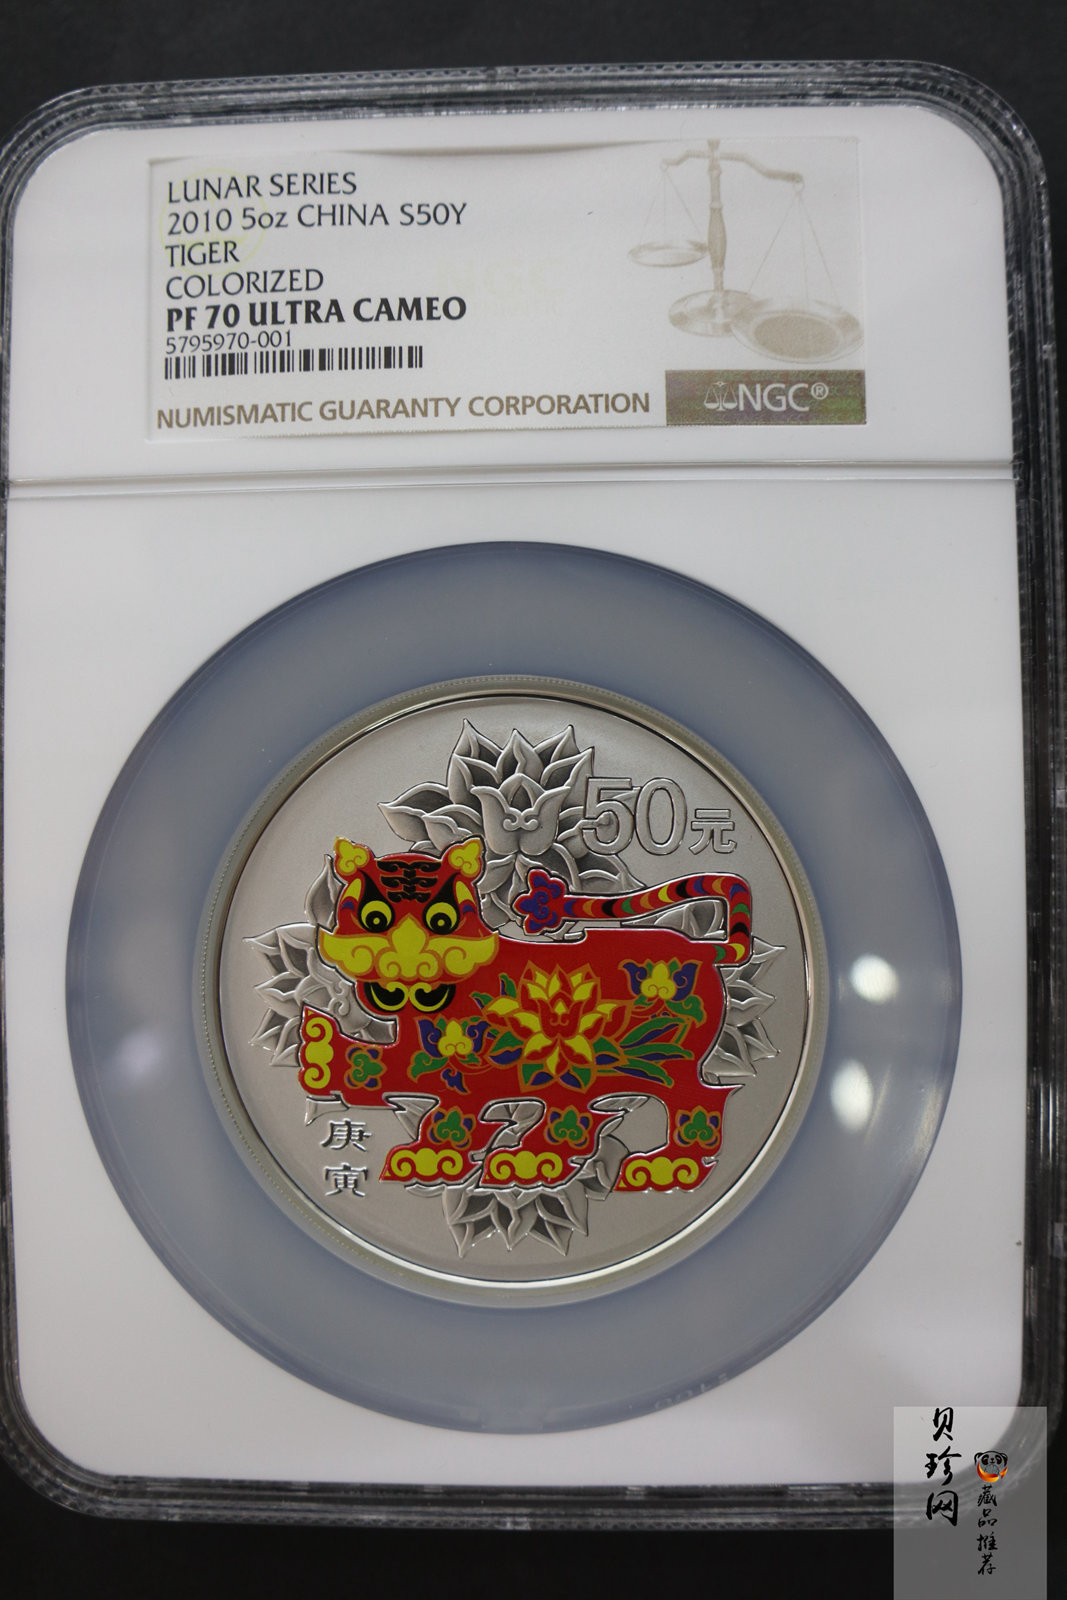 LUNAR SERIES
2010 5oz CHINA S50Y
TIGER
COLORIZED
PF 70 ULTRA CAMEO
5795970-001
NUMISMATIC GUARANTY CORPORATION
NGC®
50元
庚寅
贝珍网
藏品推荐